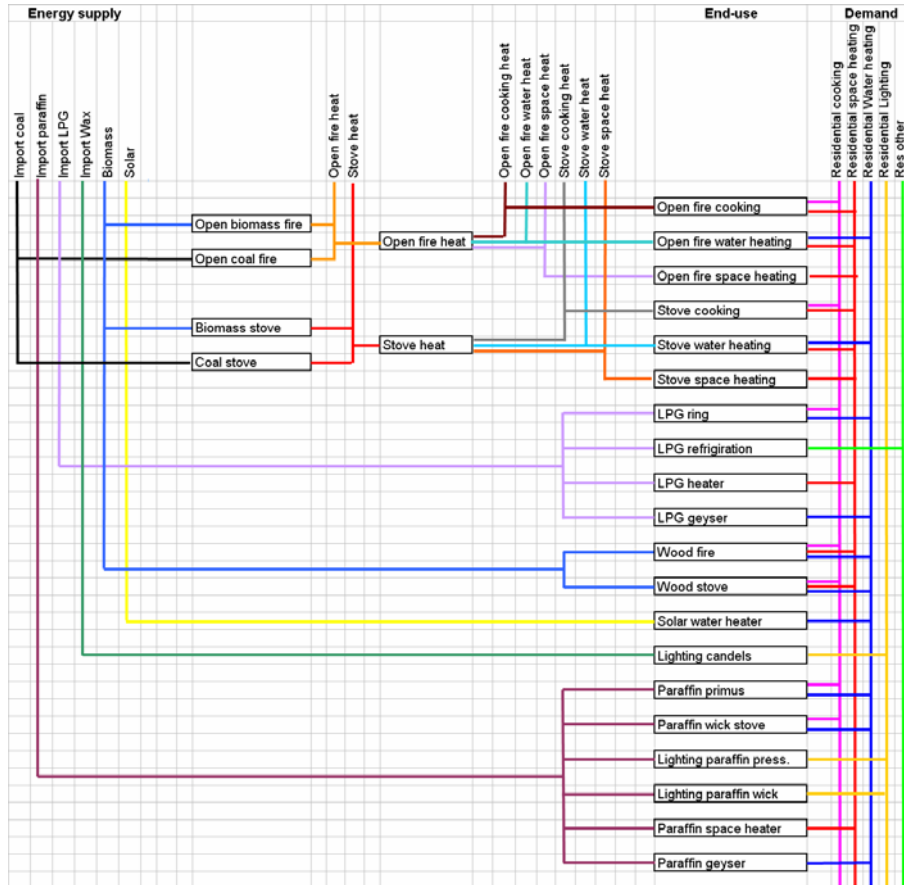 Energy supply
End-use
Demand
Import coal
Import paraffin
Import LPG
Import Wax
Biomass
Solar
Open fire heat
Stove heat
Open fire cooking heat
Open fire water heat
Open fire space heat
Stove cooking heat
Stove water heat
Stove space heat
Residential cooking
Residential space heating
Residential Water heating
Residential Lighting
Res other
Open fire cooking
Open biomass fire
Open fire heat
Open fire water heating
Open coal fire
Open fire space heating
Stove cooking
Biomass stove
Stove heat
Stove water heating
Coal stove
Stove space heating
LPG ring
LPG refrigiration
LPG heater
LPG geyser
Wood fire
Wood stove
Solar water heater
Lighting candels
Paraffin primus
Paraffin wick stove
Lighting paraffin press.
Lighting paraffin wick
Paraffin space heater
Paraffin geyser